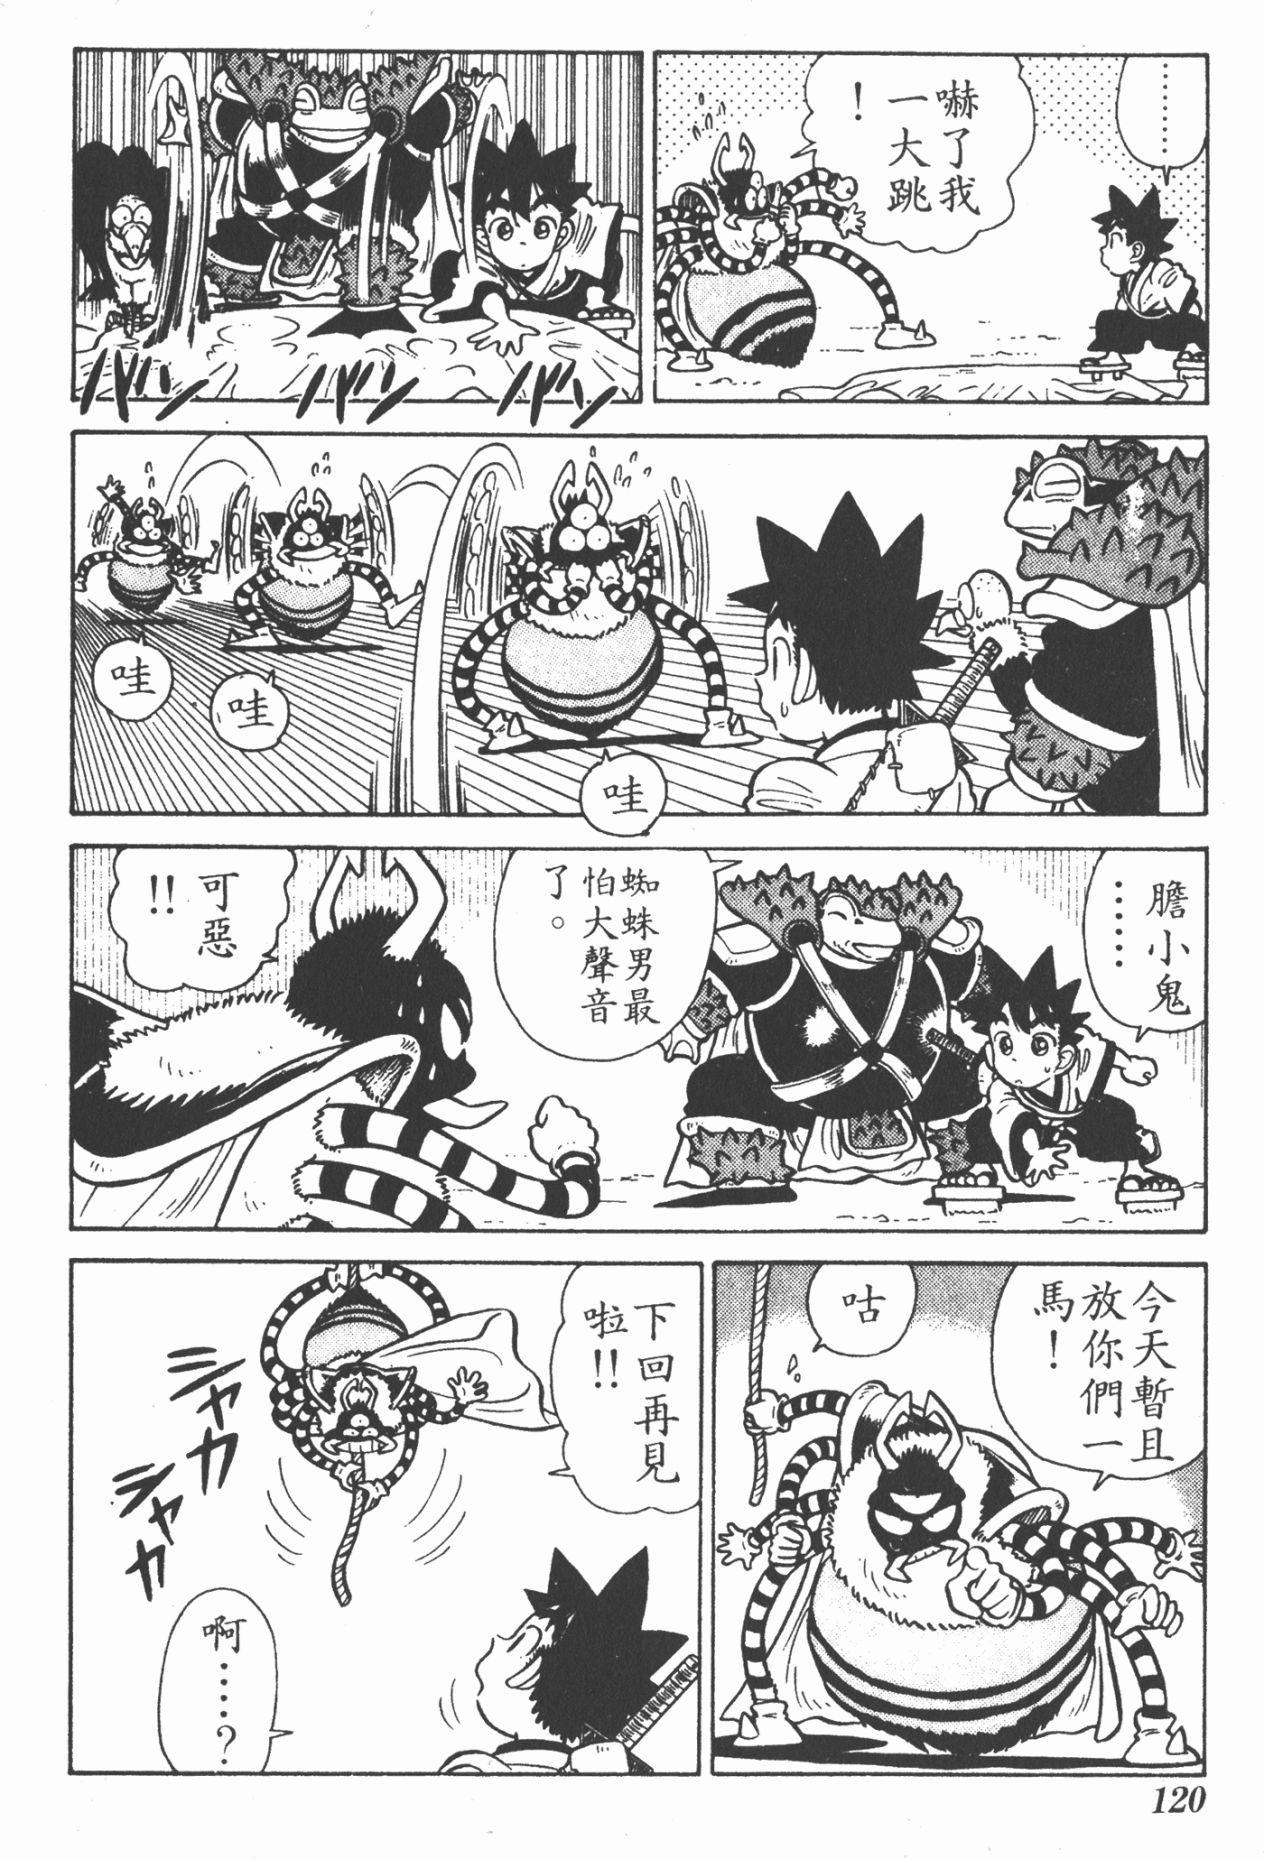 ……
嚇了我
一大跳
！
バン
バン
バン
哇
哇
哇
膽小鬼
……
蜘蛛男最
怕大聲音
了。
可惡
!!
今天暫且
放你們一
馬！
咕
下回再見
啦!!
シャカ
シャカ
啊……？
120